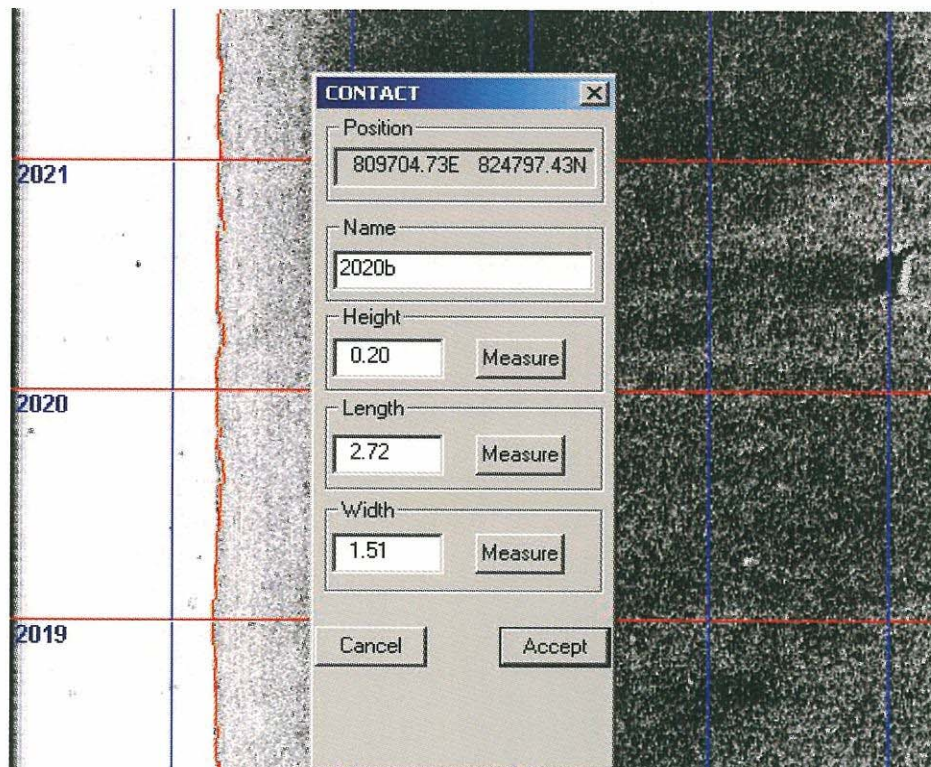 CONTACT
Position
809704.73E 824797.43N
2021
Name
2020b
Height
0.20 Measure
2020
Length
2.72 Measure
Width
1.51 Measure
2019
Cancel Accept